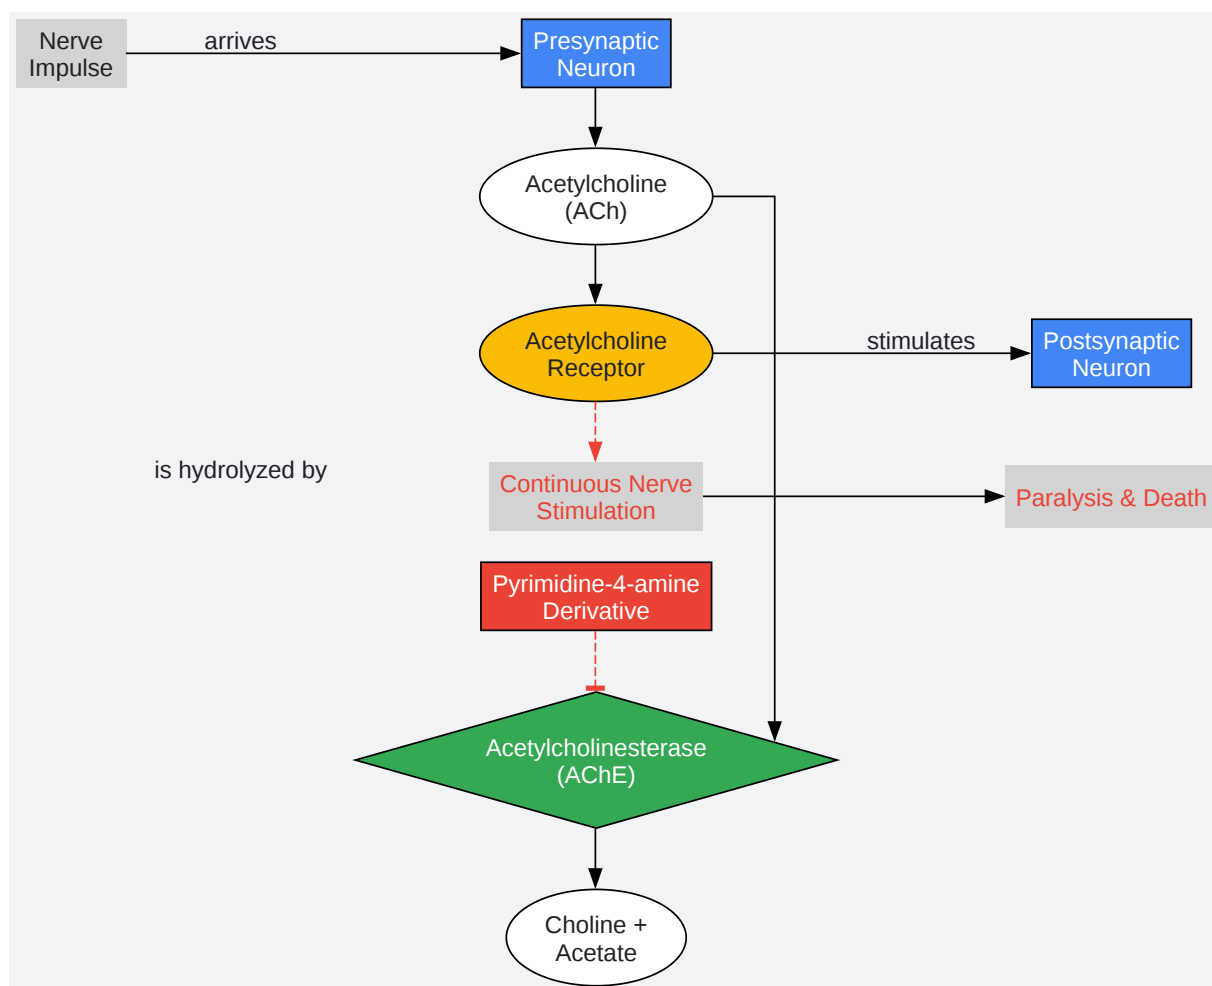 Nerve
Impulse
arrives
Presynaptic
Neuron
Acetylcholine
(ACh)
Acetylcholine
Receptor
stimulates
Postsynaptic
Neuron
is hydrolyzed by
Continuous Nerve
Stimulation
Paralysis & Death
Pyrimidine-4-amine
Derivative
Acetylcholinesterase
(AChE)
Choline +
Acetate